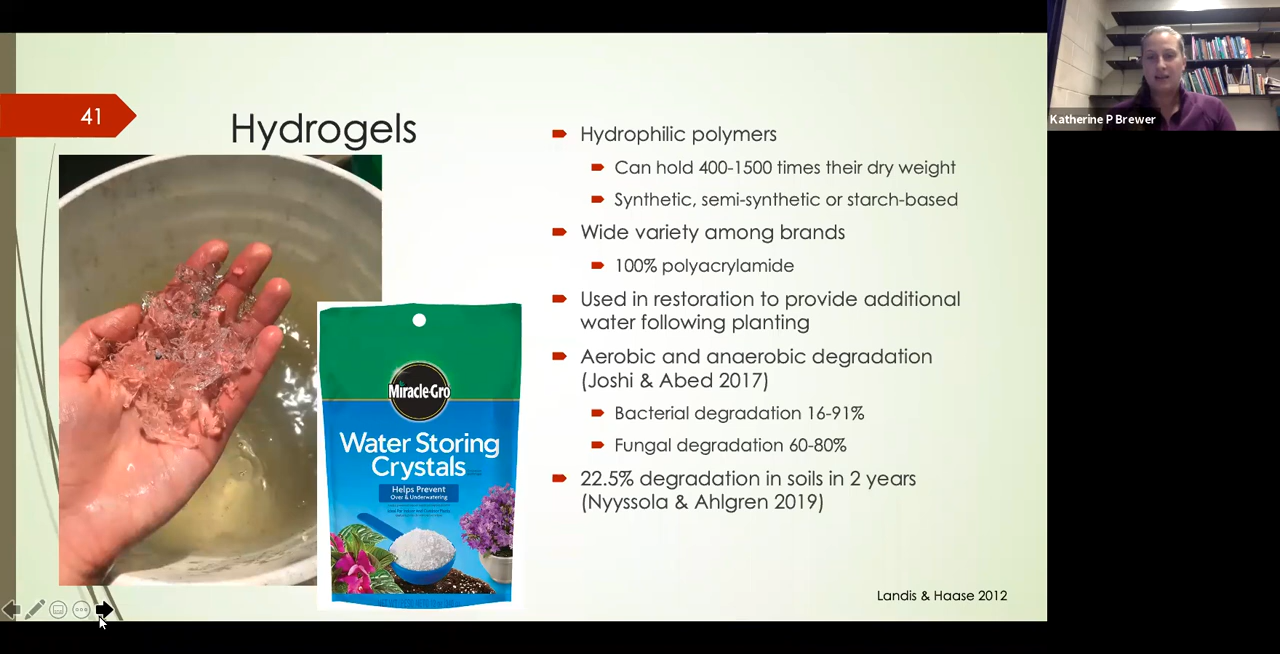 41
Hydrogels
Hydrophilic polymers
Can hold 400-1500 times their dry weight
Synthetic, semi-synthetic or starch-based
Wide variety among brands
100% polyacrylamide
Used in restoration to provide additional
water following planting
Aerobic and anaerobic degradation
(Joshi & Abed 2017)
Bacterial degradation 16-91%
Fungal degradation 60-80%
22.5% degradation in soils in 2 years
(Nyyssola & Ahlgren 2019)
Landis & Haase 2012
Miracle-Gro
Water Storing
Crystals
Helps Prevent
Over & Underwatering
Katherine P Brewer